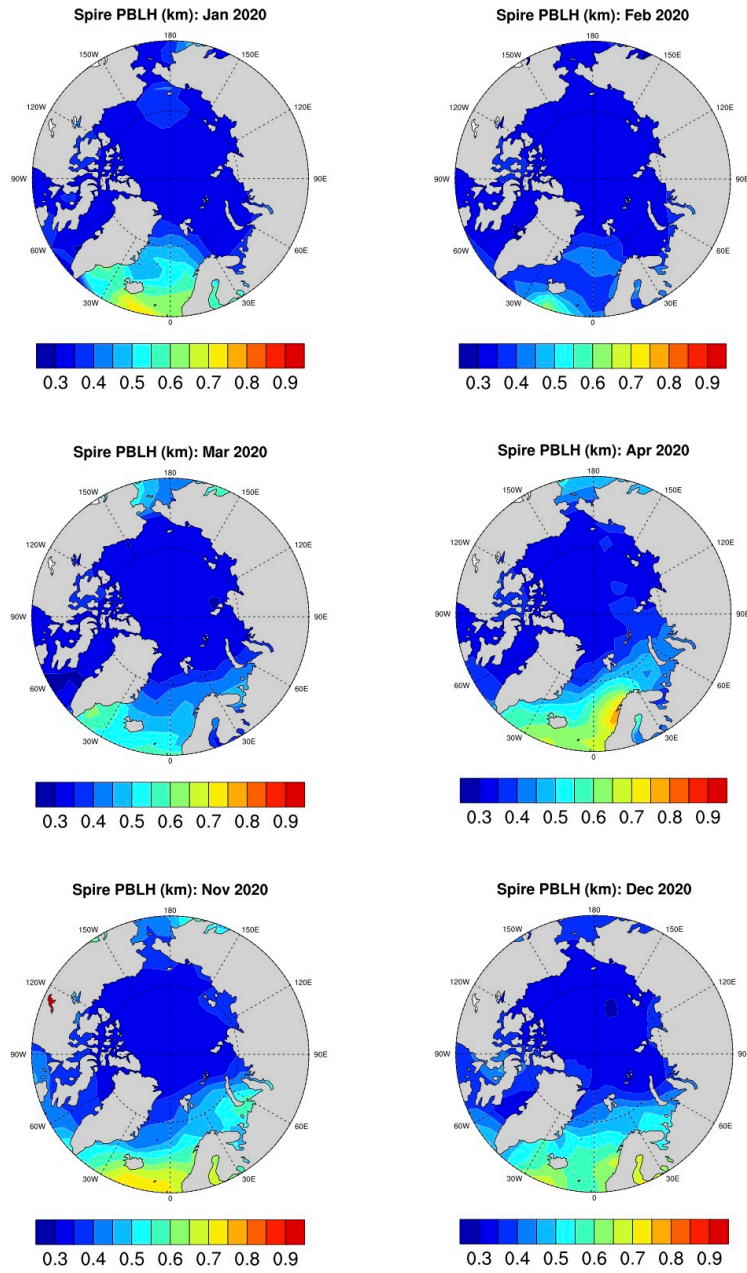 Spire PBLH (km): Jan 2020
180
150W 150E
120W 120E
90W 90E
60W 60E
30W 30E
0
0.3 0.4 0.5 0.6 0.7 0.8 0.9
Spire PBLH (km): Feb 2020
180
150W 150E
120W 120E
90W 90E
60W 60E
30W 30E
0
0.3 0.4 0.5 0.6 0.7 0.8 0.9
Spire PBLH (km): Mar 2020
180
150W 150E
120W 120E
90W 90E
60W 60E
30W 30E
0
0.3 0.4 0.5 0.6 0.7 0.8 0.9
Spire PBLH (km): Apr 2020
180
150W 150E
120W 120E
90W 90
60W 60E
30W 30E
0
0.3 0.4 0.5 0.6 0.7 0.8 0.9
Spire PBLH (km): Nov 2020
180
150W 150E
120W 120E
90W 90E
60W 60E
30W 30E
0
0.3 0.4 0.5 0.6 0.7 0.8 0.9
Spire PBLH (km): Dec 2020
180
150W 150E
120W 120E
90W 90
60W 60E
30W 30E
0
0.3 0.4 0.5 0.6 0.7 0.8 0.9